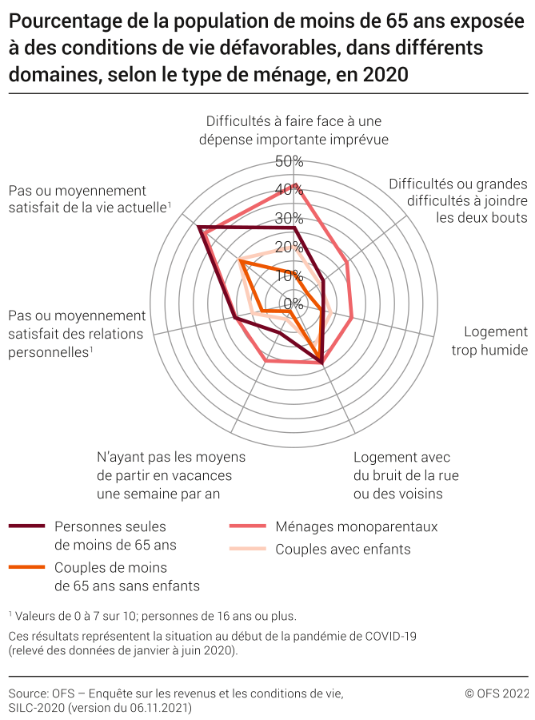 Pourcentage de la population de moins de 65 ans exposée
à des conditions de vie défavorables, dans différents
domaines, selon le type de ménage, en 2020
Difficultés à faire face à une
dépense importante imprévue
50%
40%
30%
20%
10%
0%
Difficultés ou grandes
difficultés à joindre
les deux bouts
Logement
trop humide
Logement avec
du bruit de la rue
ou des voisins
N'ayant pas les moyens
de partir en vacances
une semaine par an
Pas ou moyennement
satisfait des relations
personnelles¹
Pas ou moyennement
satisfait de la vie actuelle¹
Personnes seules
de moins de 65 ans
Couples de moins
de 65 ans sans enfants
Ménages monoparentaux
Couples avec enfants
¹ Valeurs de 0 à 7 sur 10; personnes de 16 ans ou plus.
Ces résultats représentent la situation au début de la pandémie de COVID-19
(relevé des données de janvier à juin 2020).
Source: OFS – Enquête sur les revenus et les conditions de vie,
SILC-2020 (version du 06.11.2021)
© OFS 2022